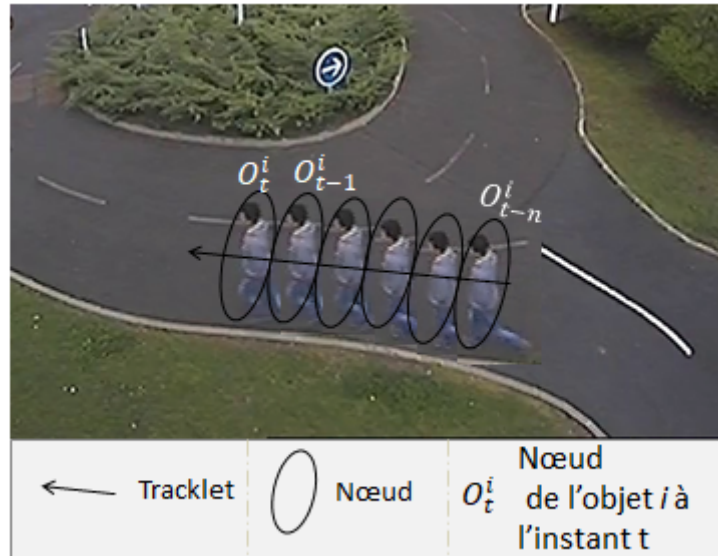 O_t^i O_{t-1}^i O_{t-n}^i
Tracklet
Nœud
O_t^i
Nœud
de l'objet i à
l'instant t